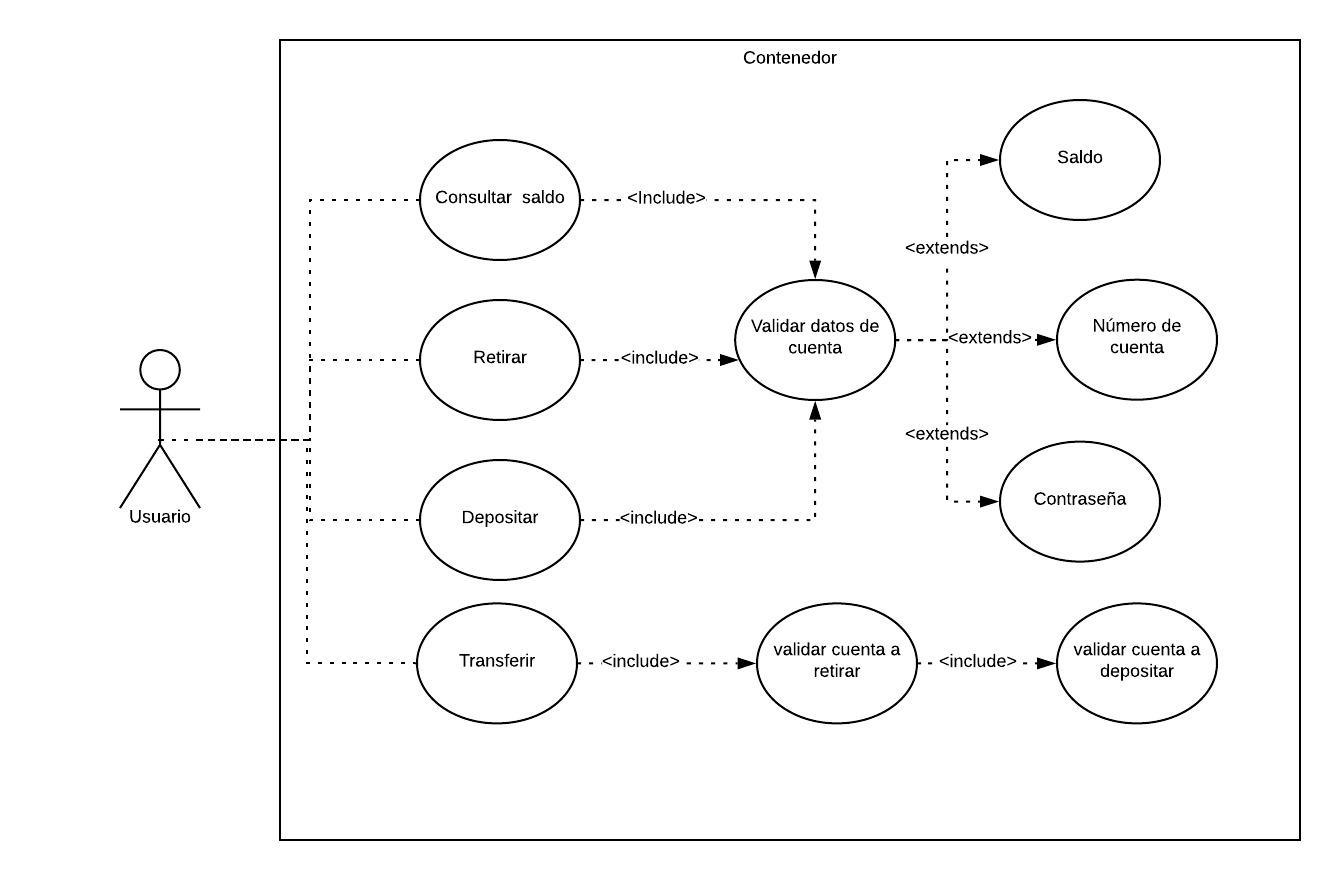 Contenedor
Saldo
Consultar saldo
<Include>
<extends>
Validar datos de
cuenta
<extends>
Número de
cuenta
Retirar
<include>
<extends>
Contraseña
Usuario
Depositar
<include>
Transferir
<include>
validar cuenta a
retirar
<include>
validar cuenta a
depositar